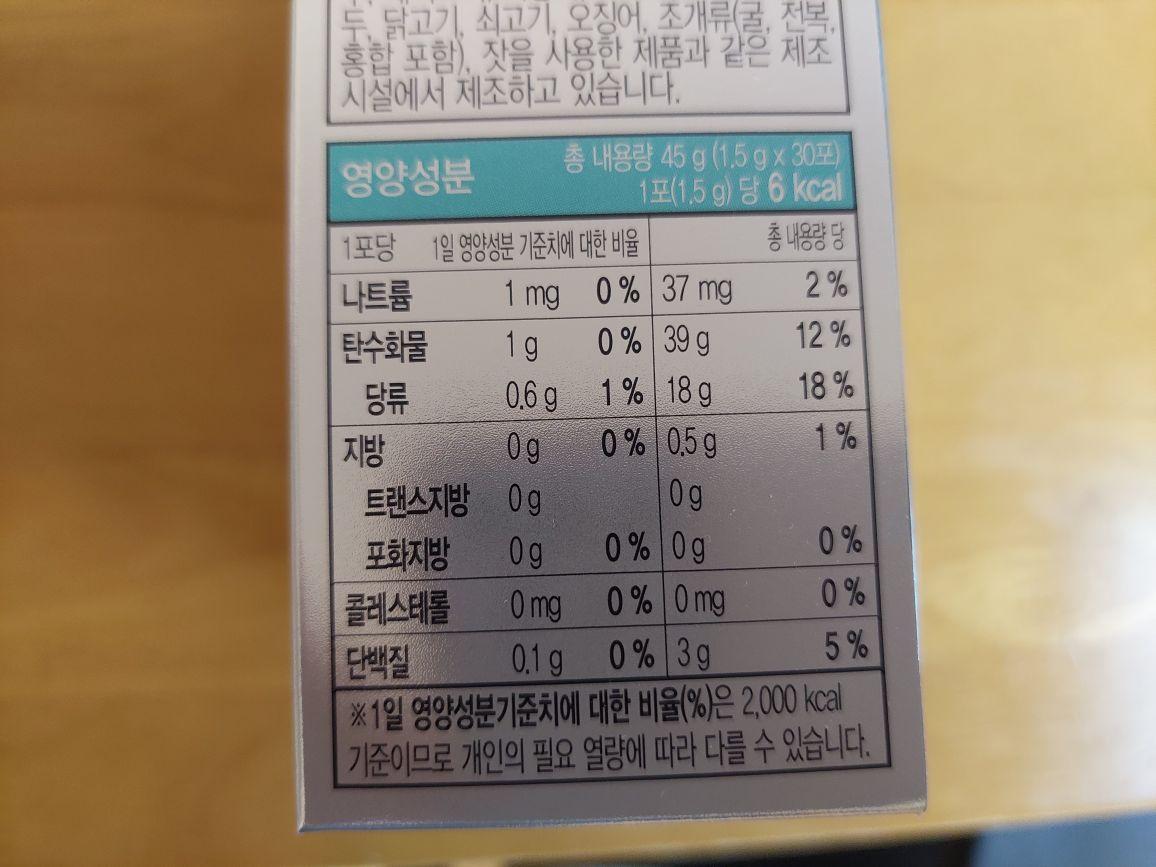 두, 닭고기, 쇠고기, 오징어, 조개류(굴, 전복,
홍합 포함), 잣을 사용한 제품과 같은 제조
시설에서 제조하고 있습니다.
영양성분
총 내용량 45 g (1.5 g x 30포)
1포(1.5 g) 당 6 kcal
1포당 1일 영양성분 기준치에 대한 비율 총 내용량 당
나트륨 1 mg 0 % 37 mg 2 %
탄수화물 1 g 0 % 39 g 12 %
당류 0.6 g 1 % 18 g 18 %
지방 0 g 0 % 0.5 g 1 %
트랜스지방 0 g 0 g
포화지방 0 g 0 % 0 g 0 %
콜레스테롤 0 mg 0 % 0 mg 0 %
단백질 0.1 g 0 % 3 g 5 %
※1일 영양성분기준치에 대한 비율(%)은 2,000 kcal
기준이므로 개인의 필요 열량에 따라 다를 수 있습니다.